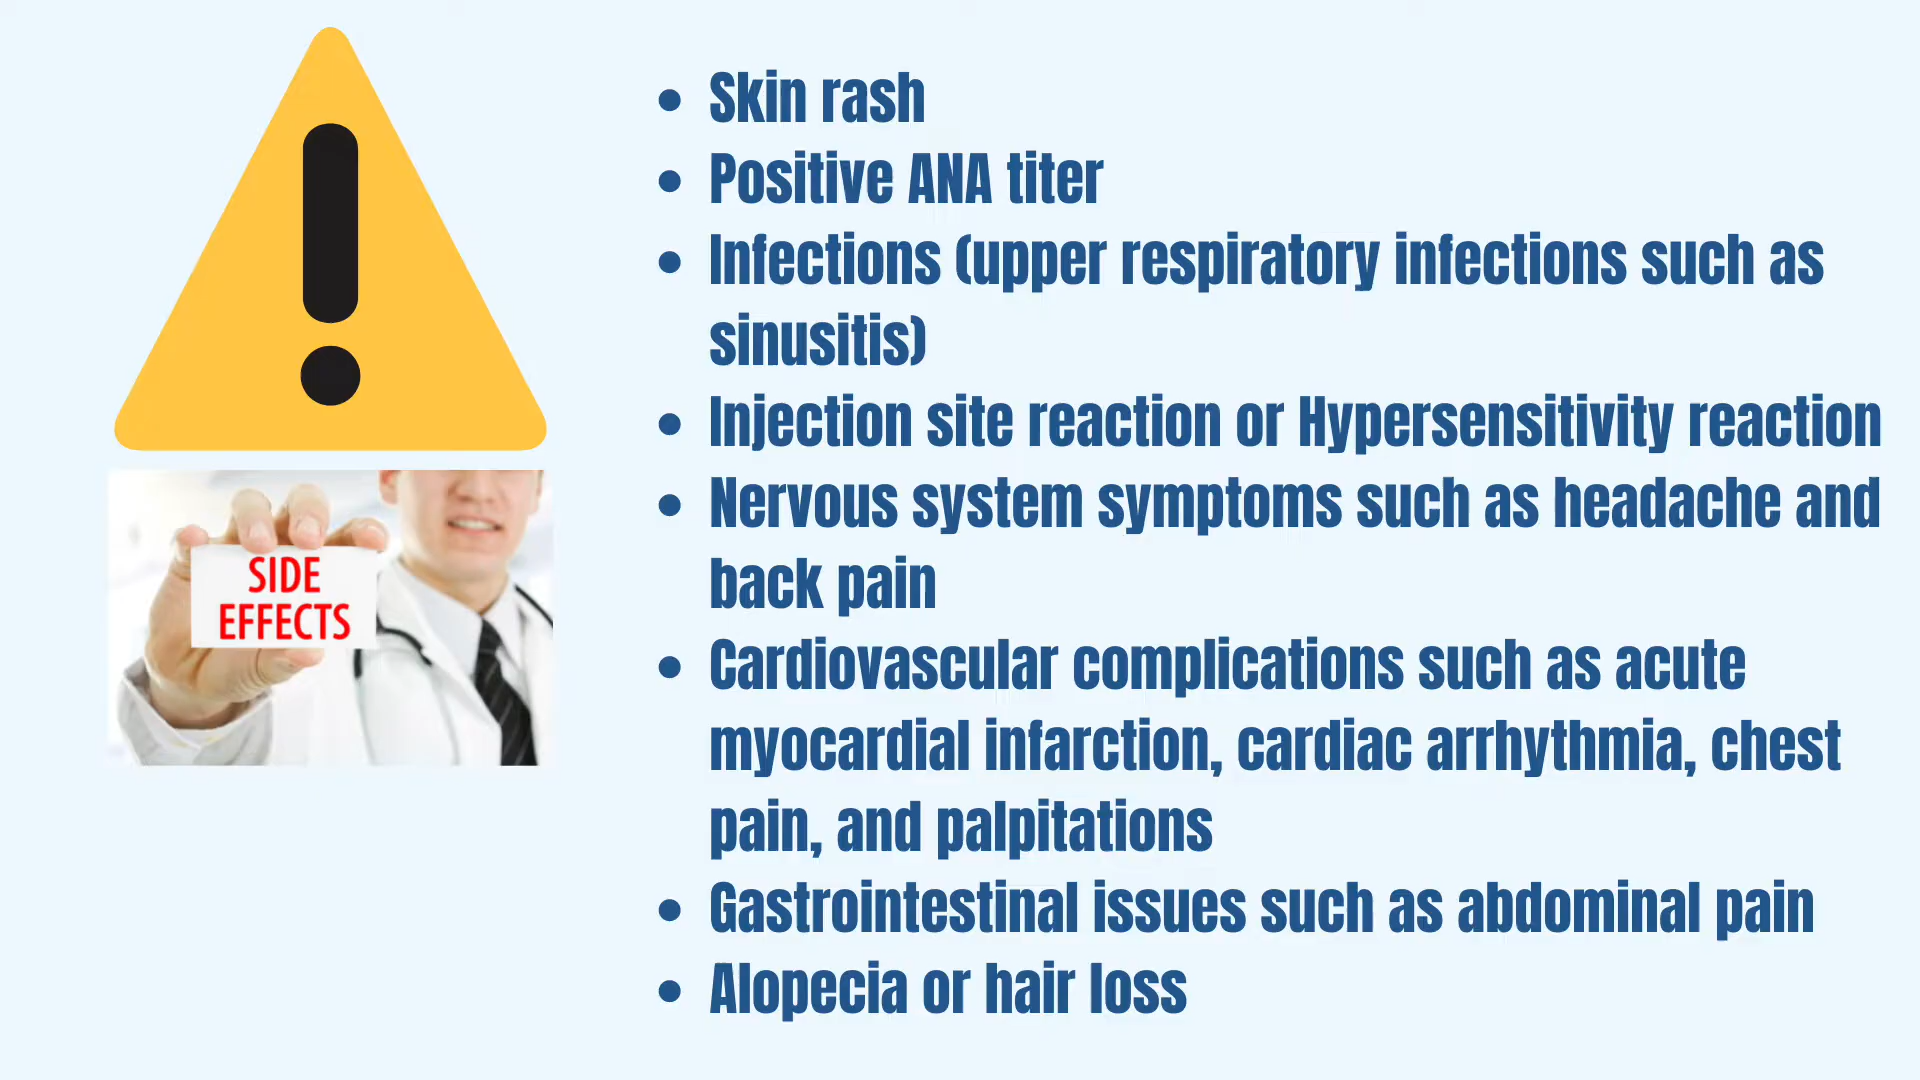 • Skin rash
• Positive ANA titer
• Infections (upper respiratory infections such as
sinusitis)
• Injection site reaction or Hypersensitivity reaction
• Nervous system symptoms such as headache and
back pain
• Cardiovascular complications such as acute
myocardial infarction, cardiac arrhythmia, chest
pain, and palpitations
• Gastrointestinal issues such as abdominal pain
• Alopecia or hair loss
SIDE
EFFECTS